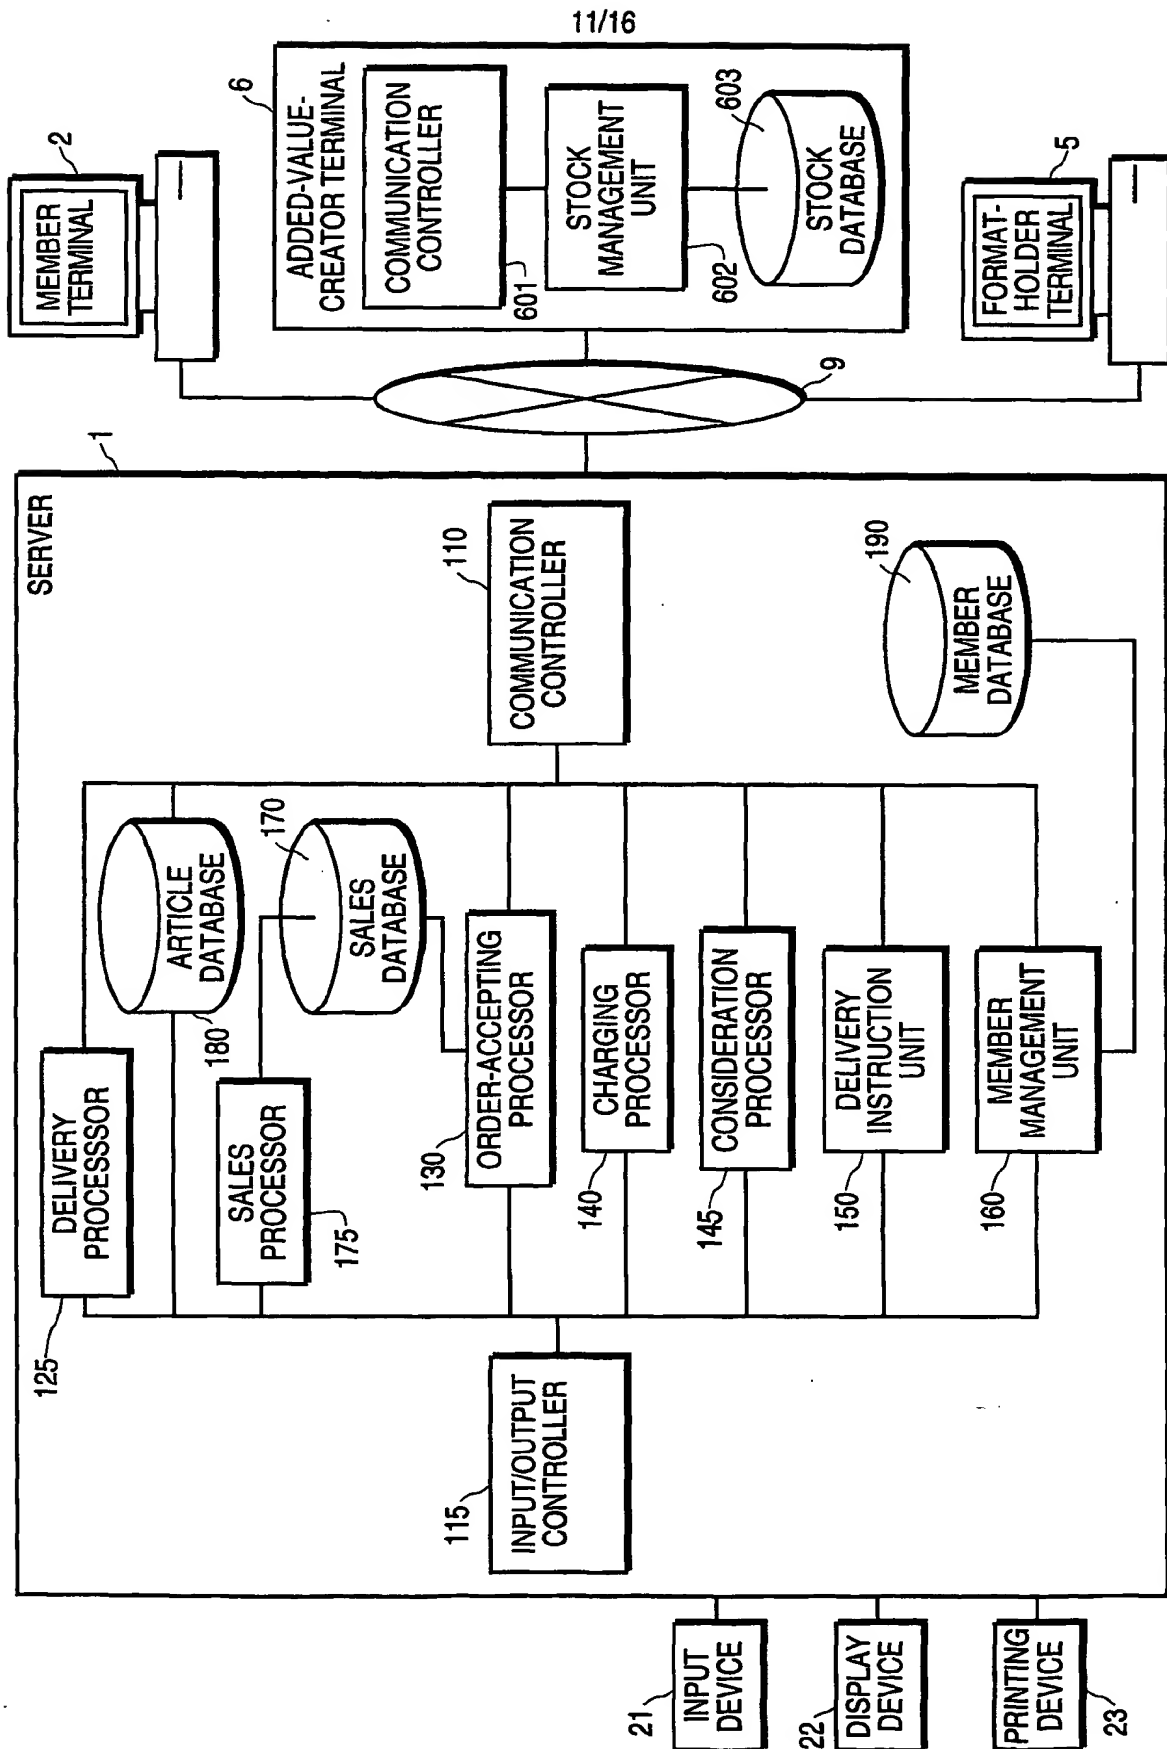 11/16
SERVER
1
INPUT DEVICE
21
DISPLAY DEVICE
22
PRINTING DEVICE
23
115
INPUT/OUTPUT
CONTROLLER
DELIVERY
PROCESSSOR
125
ARTICLE
DATABASE
180
SALES
PROCESSOR
175
SALES
DATABASE
170
130
ORDER-ACCEPTING
PROCESSOR
140
CHARGING
PROCESSOR
145
CONSIDERATION
PROCESSOR
150
DELIVERY
INSTRUCTION
UNIT
160
MEMBER
MANAGEMENT
UNIT
110
COMMUNICATION
CONTROLLER
190
MEMBER
DATABASE
9
MEMBER
TERMINAL
2
6
ADDED-VALUE-
CREATOR TERMINAL
COMMUNICATION
CONTROLLER
601
STOCK
MANAGEMENT
UNIT
602
603
STOCK
DATABASE
FORMAT-
HOLDER
TERMINAL
5